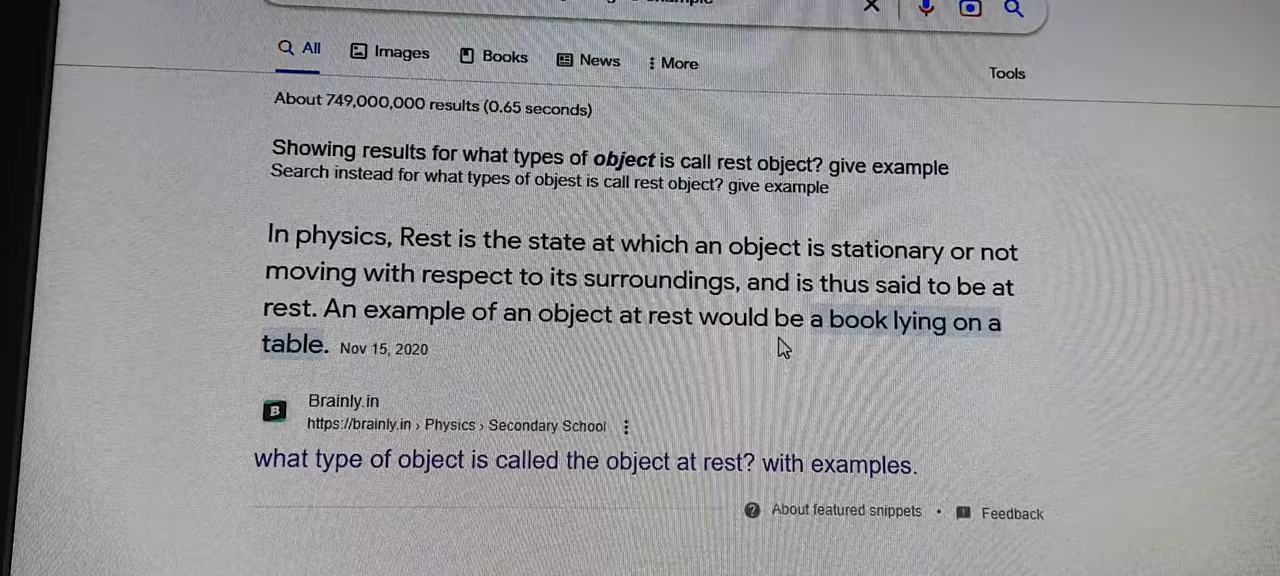 example
All Images Books News More
Tools
About 749,000,000 results (0.65 seconds)
Showing results for what types of object is call rest object? give example
Search instead for what types of objest is call rest object? give example
In physics, Rest is the state at which an object is stationary or not
moving with respect to its surroundings, and is thus said to be at
rest. An example of an object at rest would be a book lying on a
table. Nov 15, 2020
B
Brainly.in
https://brainly.in › Physics › Secondary School
what type of object is called the object at rest? with examples.
About featured snippets • Feedback